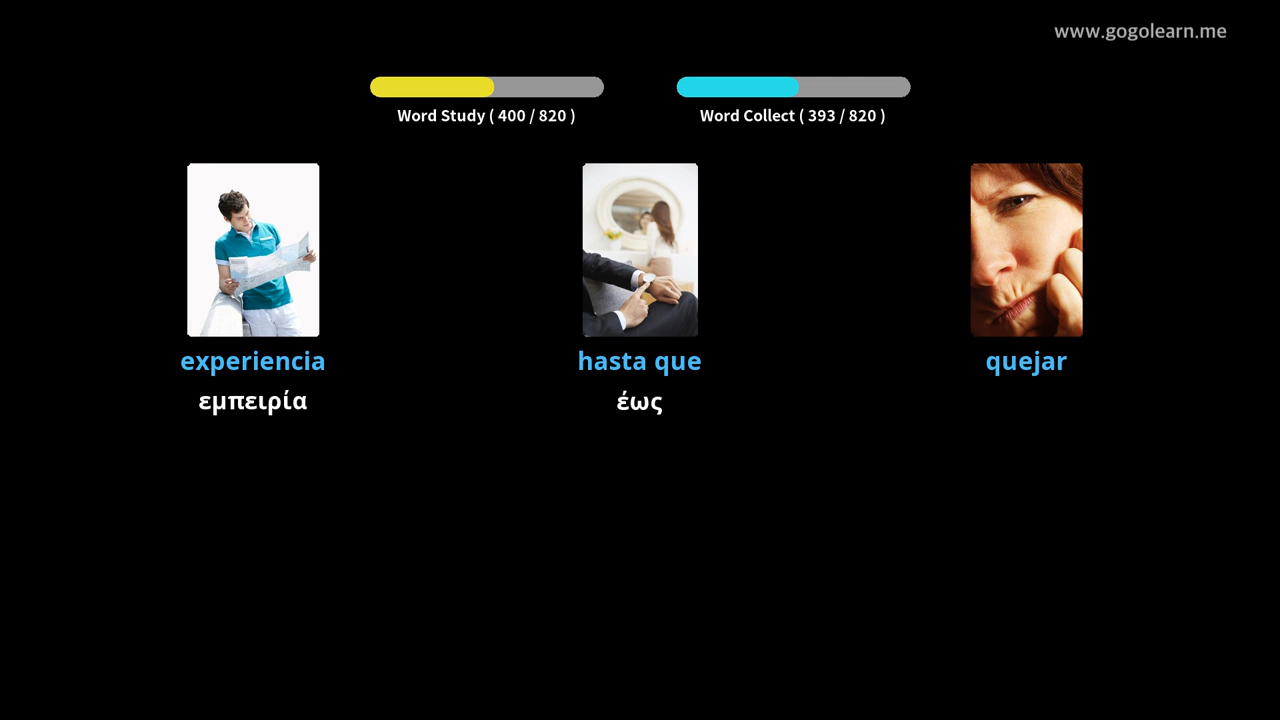 www.gogolearn.me
Word Study ( 400 / 820 )
Word Collect ( 393 / 820 )
experiencia
εμπειρία
hasta que
έως
quejar